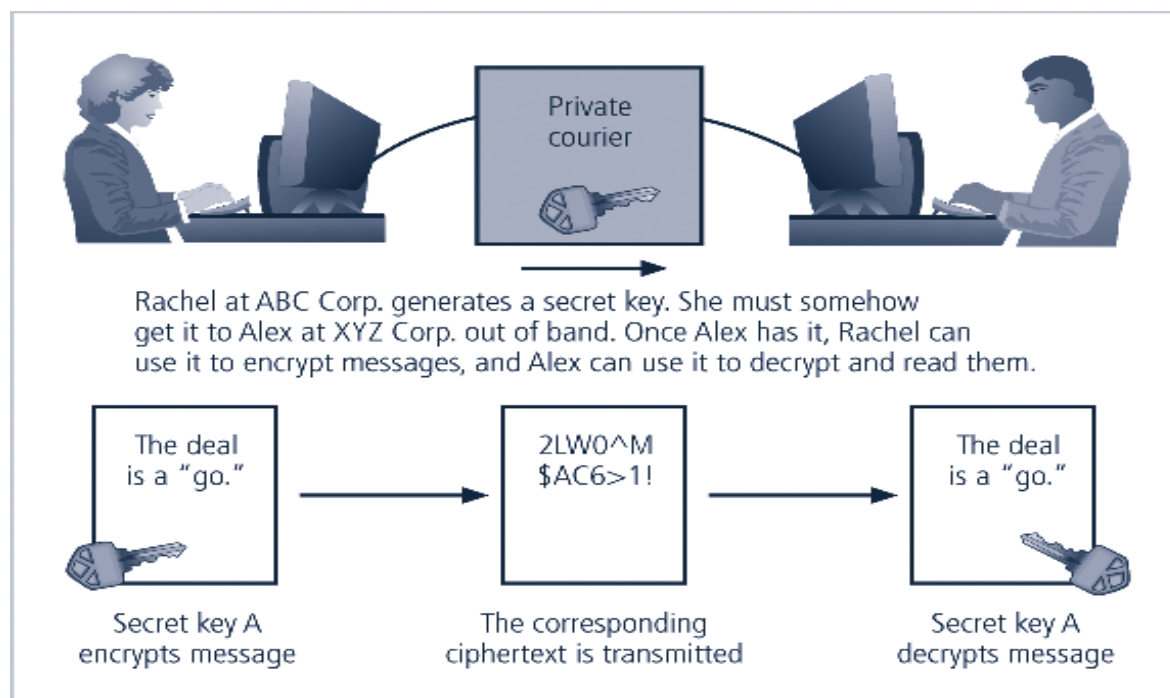 Private
courier
Rachel at ABC Corp. generates a secret key. She must somehow
get it to Alex at XYZ Corp. out of band. Once Alex has it, Rachel can
use it to encrypt messages, and Alex can use it to decrypt and read them.
The deal
is a “go.”
2LW0^M
$AC6>1!
The deal
is a “go.”
Secret key A
encrypts message
The corresponding
ciphertext is transmitted
Secret key A
decrypts message